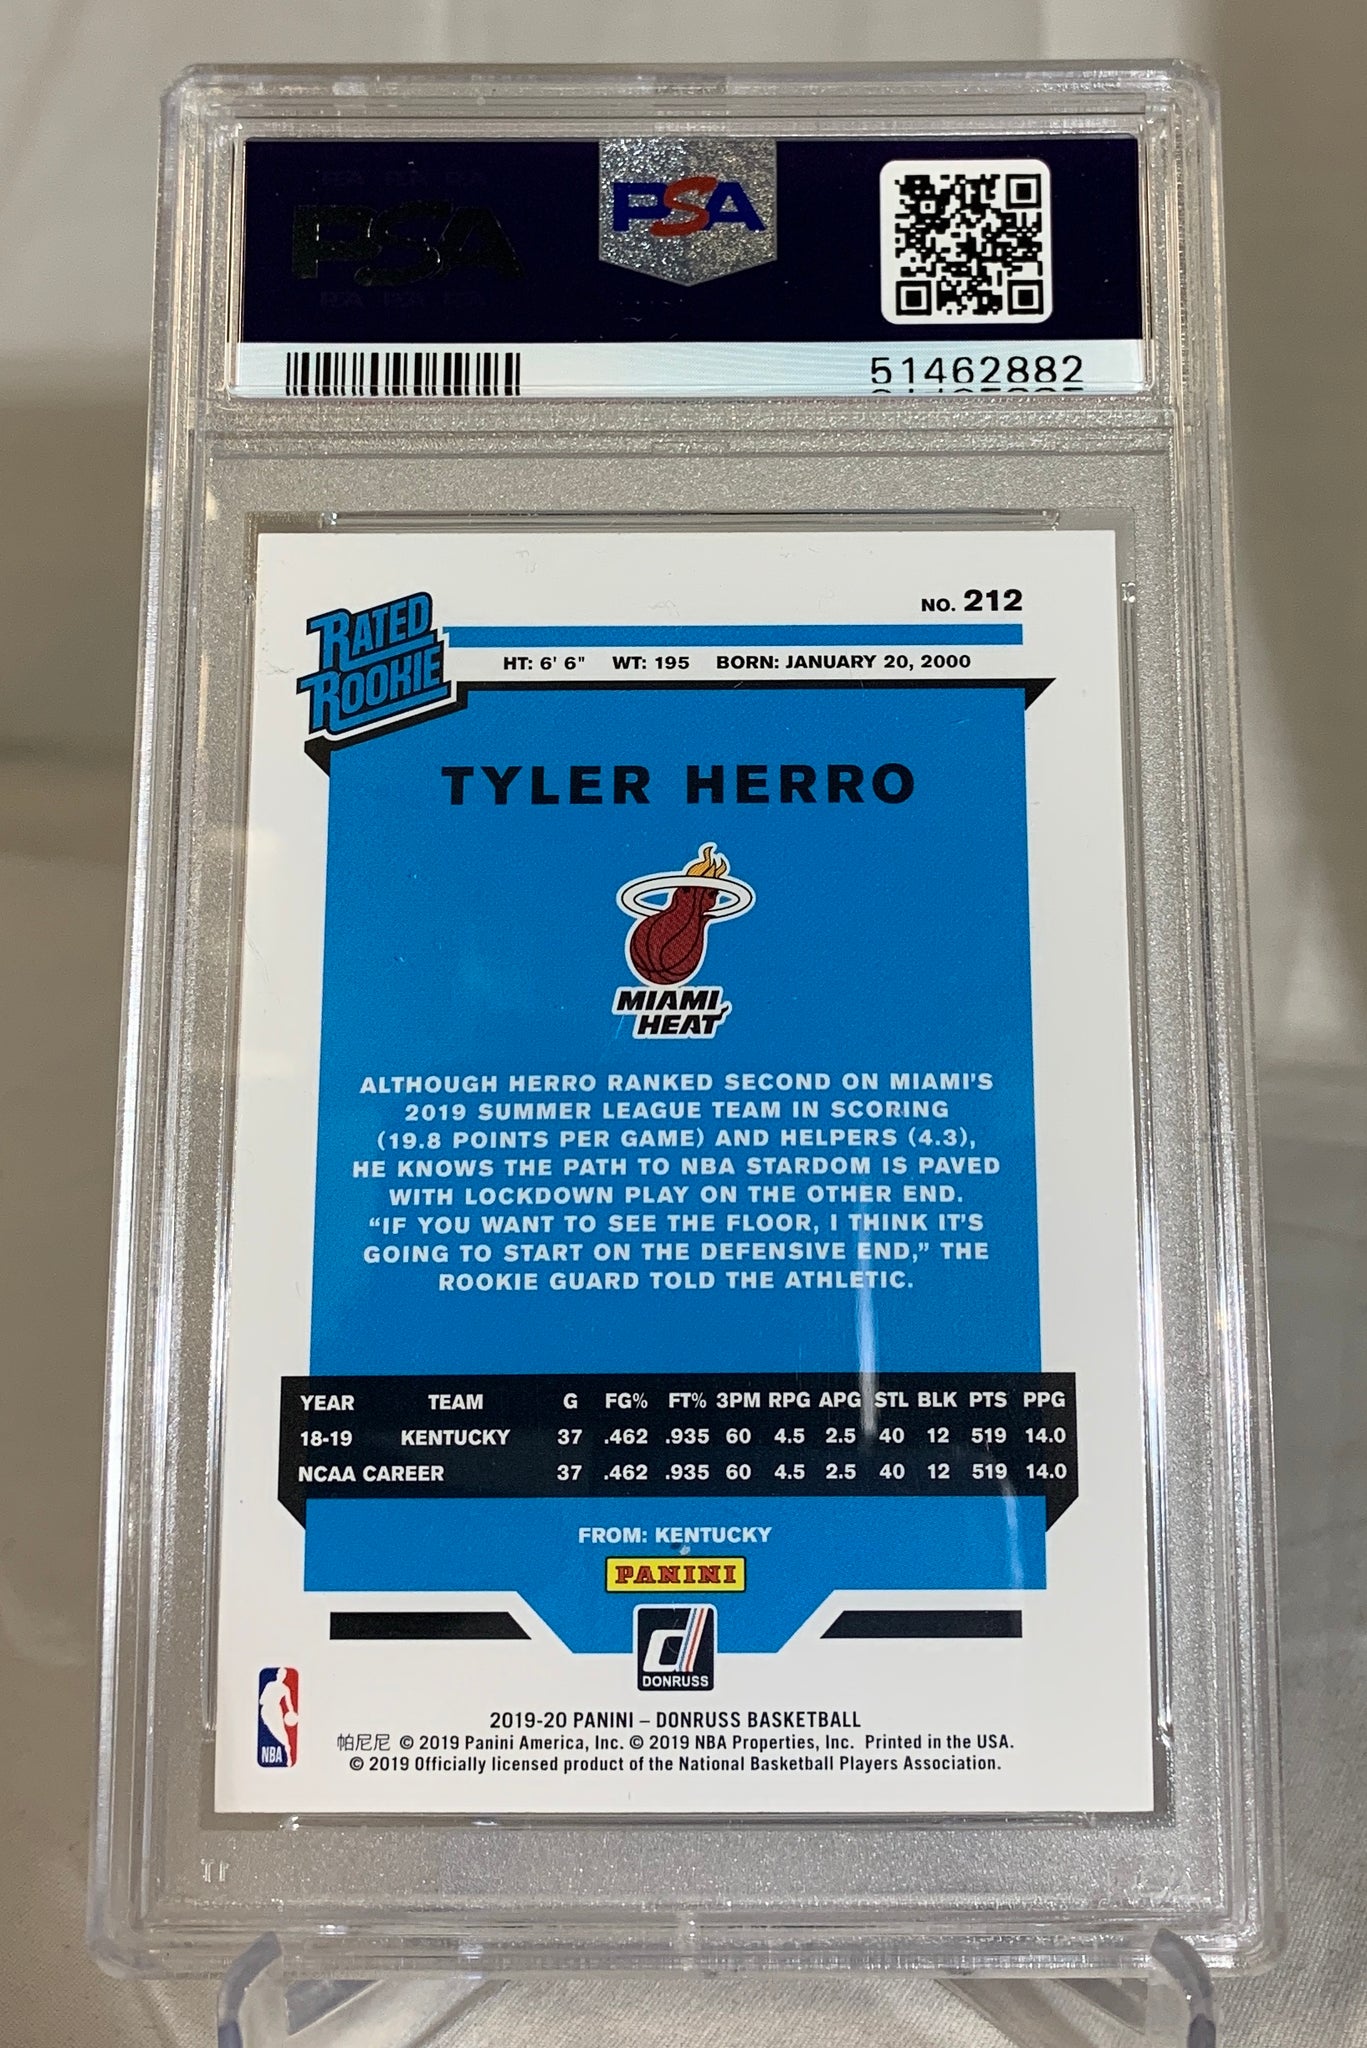 PSA
PSA
51462882
RATED
ROOKIE
NO. 212
HT: 6' 6" WT: 195 BORN: JANUARY 20, 2000
TYLER HERRO
MIAMI
HEAT
ALTHOUGH HERRO RANKED SECOND ON MIAMI'S
2019 SUMMER LEAGUE TEAM IN SCORING
(19.8 POINTS PER GAME) AND HELPERS (4.3),
HE KNOWS THE PATH TO NBA STARDOM IS PAVED
WITH LOCKDOWN PLAY ON THE OTHER END.
“IF YOU WANT TO SEE THE FLOOR, I THINK IT'S
GOING TO START ON THE DEFENSIVE END,” THE
ROOKIE GUARD TOLD THE ATHLETIC.
YEAR TEAM G FG% FT% 3PM RPG APG STL BLK PTS PPG
18-19 KENTUCKY 37 .462 .935 60 4.5 2.5 40 12 519 14.0
NCAA CAREER 37 .462 .935 60 4.5 2.5 40 12 519 14.0
FROM: KENTUCKY
PANINI
d
DONRUSS
NBA
2019-20 PANINI – DONRUSS BASKETBALL
帕尼尼 © 2019 Panini America, Inc. © 2019 NBA Properties, Inc. Printed in the USA.
© 2019 Officially licensed product of the National Basketball Players Association.